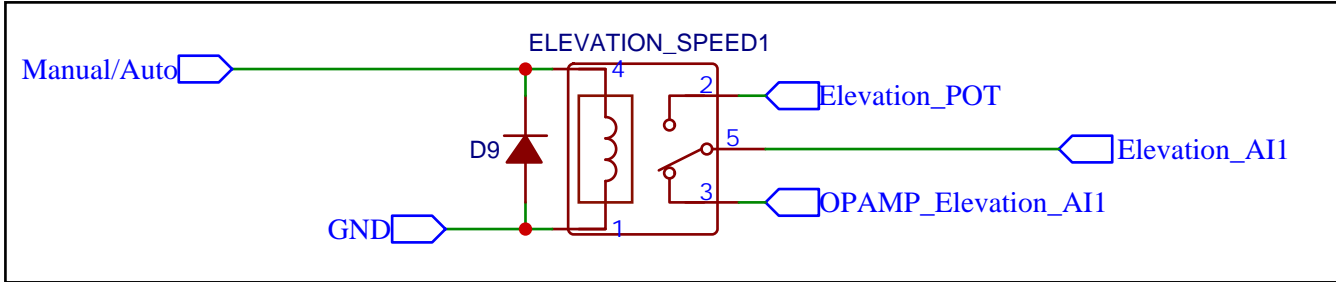 ELEVATION_SPEED1
Manual/Auto
4
2
Elevation_POT
D9
5
Elevation_AI1
3
OPAMP_Elevation_AI1
GND
1